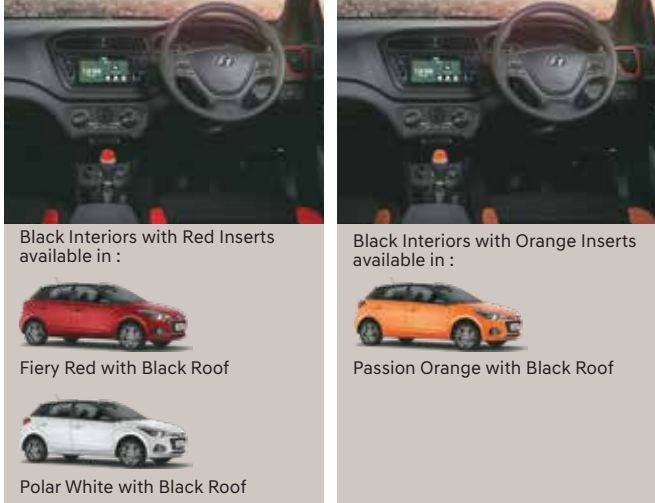 Black Interiors with Red Inserts
available in :
Fiery Red with Black Roof
Polar White with Black Roof
Black Interiors with Orange Inserts
available in :
Passion Orange with Black Roof